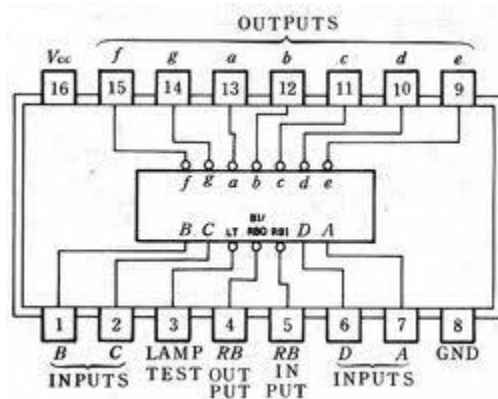 OUTPUTS
Vcc f g a b c d e
16 15 14 13 12 11 10 9
f g a b c d e
BI/
B C LT RBO RBI D A
1 2 3 4 5 6 7 8
B C LAMP RB RB D A GND
INPUTS TEST OUT IN INPUTS
PUT PUT